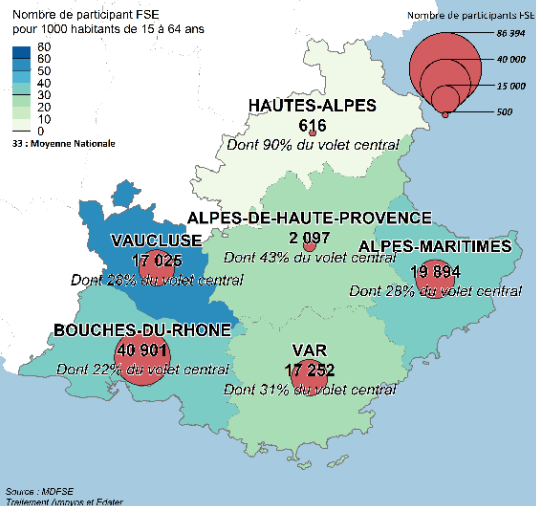 Nombre de participant FSE
pour 1000 habitants de 15 à 64 ans
80
60
50
40
30
20
10
0
33 : Moyenne Nationale
Nombre de participants FSE
86 994
40 000
15 000
500
HAUTES-ALPES
616
Dont 90% du volet central
ALPES-DE-HAUTE-PROVENCE
2 097
Dont 43% du volet central
VAUCLUSE
17 025
Dont 26% du volet central
ALPES-MARITIMES
19 894
Dont 28% du volet central
BOUCHES-DU-RHONE
40 901
Dont 22% du volet central
VAR
17 252
Dont 31% du volet central
Source : MDFSE
Traitement Amnyos et Edater